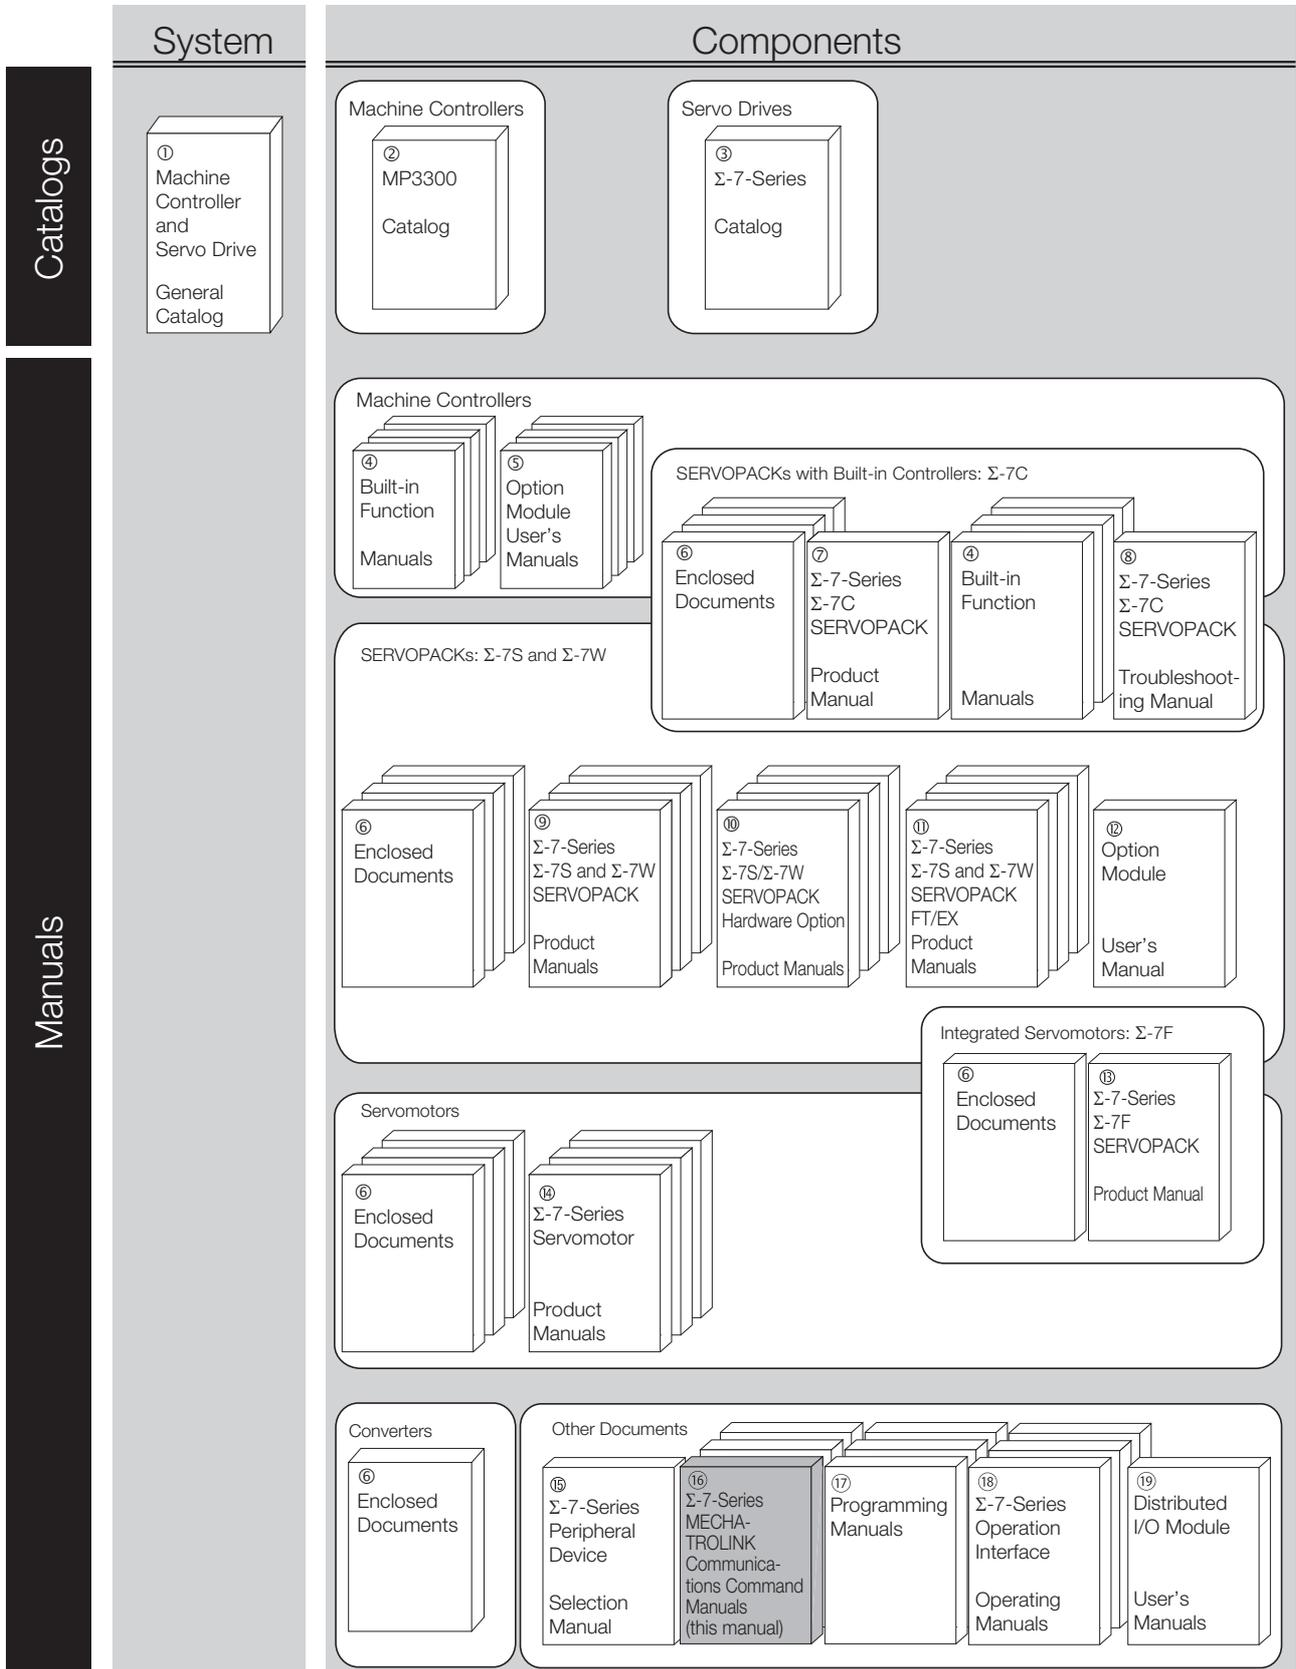 System
Components
Catalogs
①
Machine
Controller
and
Servo Drive
General
Catalog
Machine Controllers
②
MP3300
Catalog
Servo Drives
③
Σ-7-Series
Catalog
Manuals
Machine Controllers
④
Built-in
Function
Manuals
⑤
Option
Module
User's
Manuals
SERVOPACKs with Built-in Controllers: Σ-7C
⑥
Enclosed
Documents
⑦
Σ-7-Series
Σ-7C
SERVOPACK
Product
Manual
④
Built-in
Function
Manuals
⑧
Σ-7-Series
Σ-7C
SERVOPACK
Troubleshoot-
ing Manual
SERVOPACKs: Σ-7S and Σ-7W
⑥
Enclosed
Documents
⑨
Σ-7-Series
Σ-7S and Σ-7W
SERVOPACK
Product
Manuals
⑩
Σ-7-Series
Σ-7S/Σ-7W
SERVOPACK
Hardware Option
Product Manuals
⑪
Σ-7-Series
Σ-7S and Σ-7W
SERVOPACK
FT/EX
Product
Manuals
⑫
Option
Module
User's
Manual
Integrated Servomotors: Σ-7F
⑥
Enclosed
Documents
⑬
Σ-7-Series
Σ-7F
SERVOPACK
Product Manual
Servomotors
⑥
Enclosed
Documents
⑭
Σ-7-Series
Servomotor
Product
Manuals
Converters
⑥
Enclosed
Documents
Other Documents
⑮
Σ-7-Series
Peripheral
Device
Selection
Manual
⑯
Σ-7-Series
MECHA-
TROLINK
Communica-
tions Command
Manuals
(this manual)
⑰
Programming
Manuals
⑱
Σ-7-Series
Operation
Interface
Operating
Manuals
⑲
Distributed
I/O Module
User's
Manuals